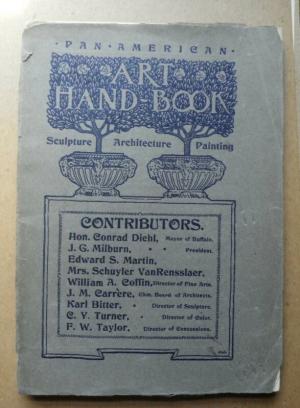 · PAN · AMERICAN ·
ART
HAND-BOOK
Sculpture Architecture Painting
CONTRIBUTORS.
Hon. Conrad Diehl, Mayor of Buffalo.
J. G. Milburn, • • President.
Edward S. Martin,
Mrs. Schuyler VanRensslaer,
William A. Coffin, Director of Fine Arts.
J. M. Carrère, Chm. Board of Architects.
Karl Bitter, • Director of Sculpture.
C. Y. Turner, • Director of Color.
F. W. Taylor, Director of Concessions.